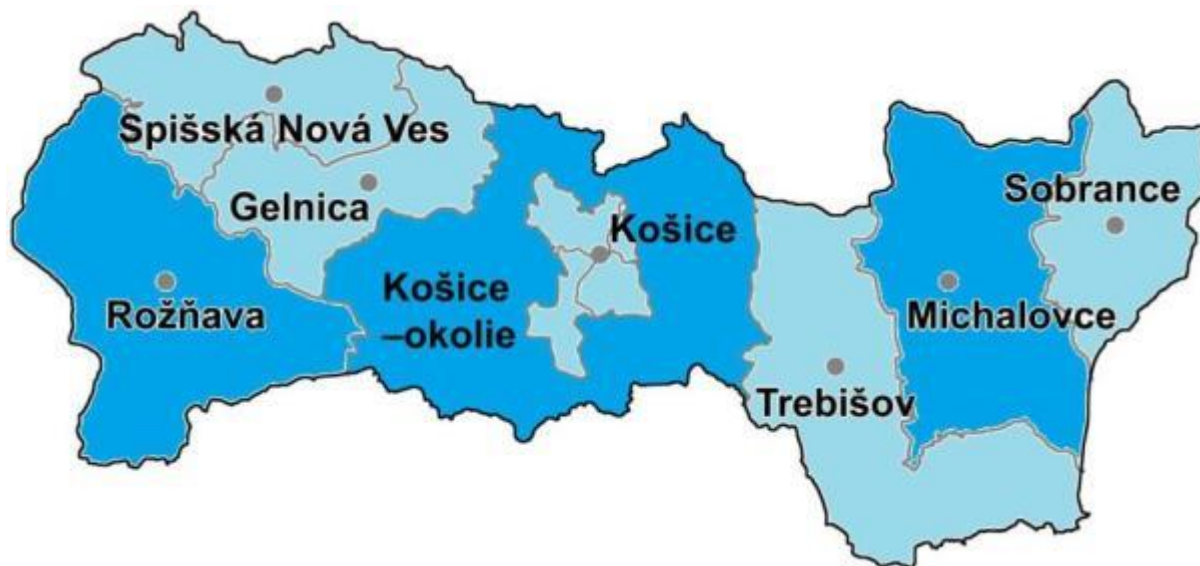 Spišská Nová Ves
Gelnica
Rožňava
Košice
–okolie
Košice
Trebišov
Michalovce
Sobrance